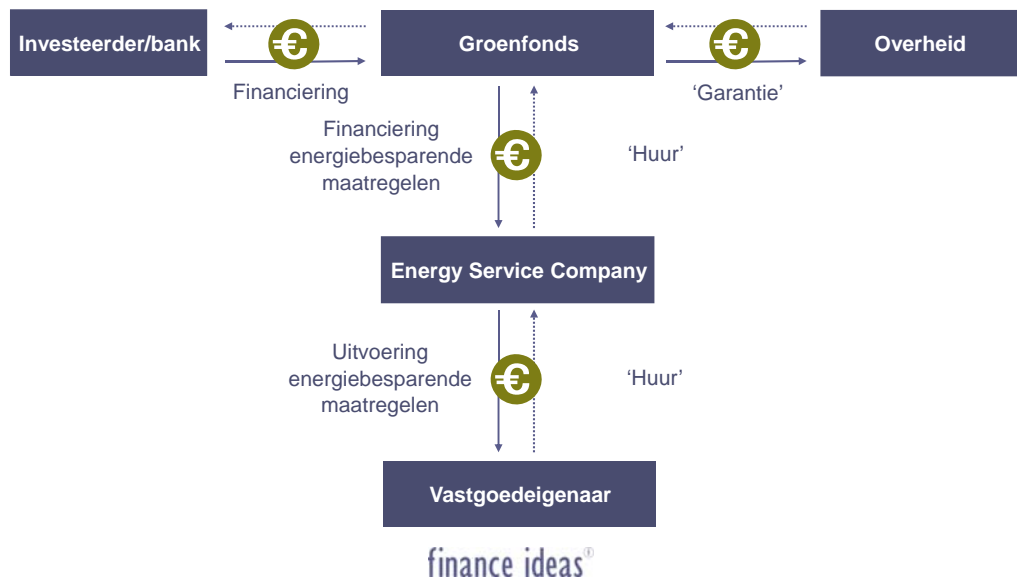 Investeerder/bank
€
Groenfonds
€
Overheid
Financiering
‘Garantie’
Financiering
energiebesparende
maatregelen
€
‘Huur’
Energy Service Company
Uitvoering
energiebesparende
maatregelen
€
‘Huur’
Vastgoedeigenaar
finance ideas®